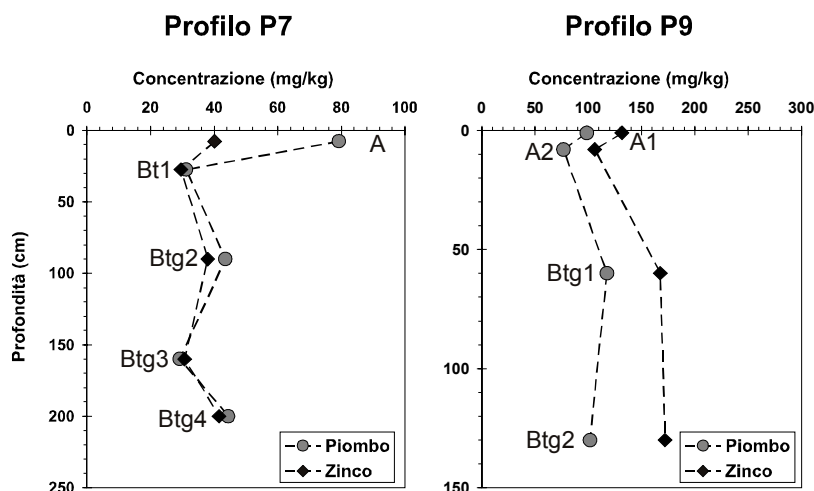 Profilo P7
Concentrazione (mg/kg)
0 20 40 60 80 100
Profondità (cm)
0
50
100
150
200
250
A
Bt1
Btg2
Btg3
Btg4
Piombo
Zinco
Profilo P9
Concentrazione (mg/kg)
0 50 100 150 200 250 300
0
50
100
150
A1
A2
Btg1
Btg2
Piombo
Zinco